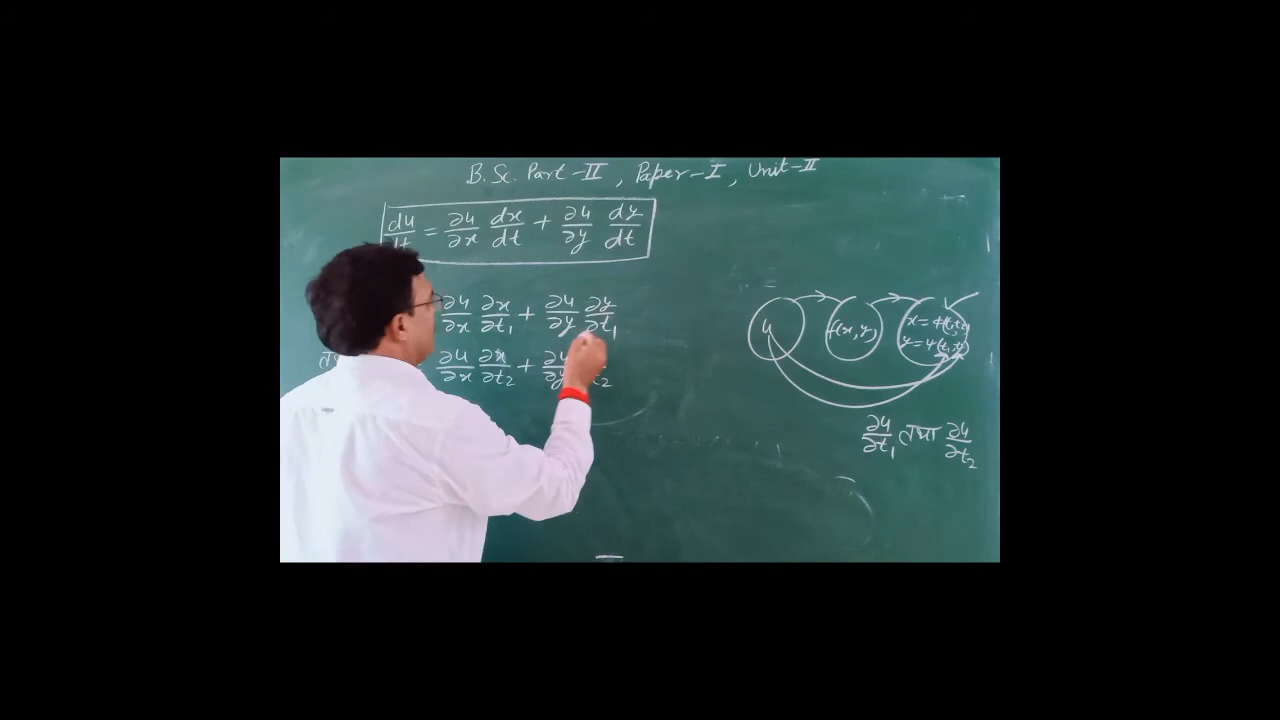 B.Sc. Part-II, Paper-I, Unit-II
du/dt = ∂u/∂x dx/dt + ∂u/∂y dy/dt
∂u/∂x ∂x/∂t₁ + ∂u/∂y ∂y/∂t₁
∂u/∂x ∂x/∂t₂ + ∂u/∂y t₂
u
f(x, y)
x = φ(t₁, t₂)
y = ψ(t₁, t₂)
∂u/∂t₁ तथा ∂u/∂t₂